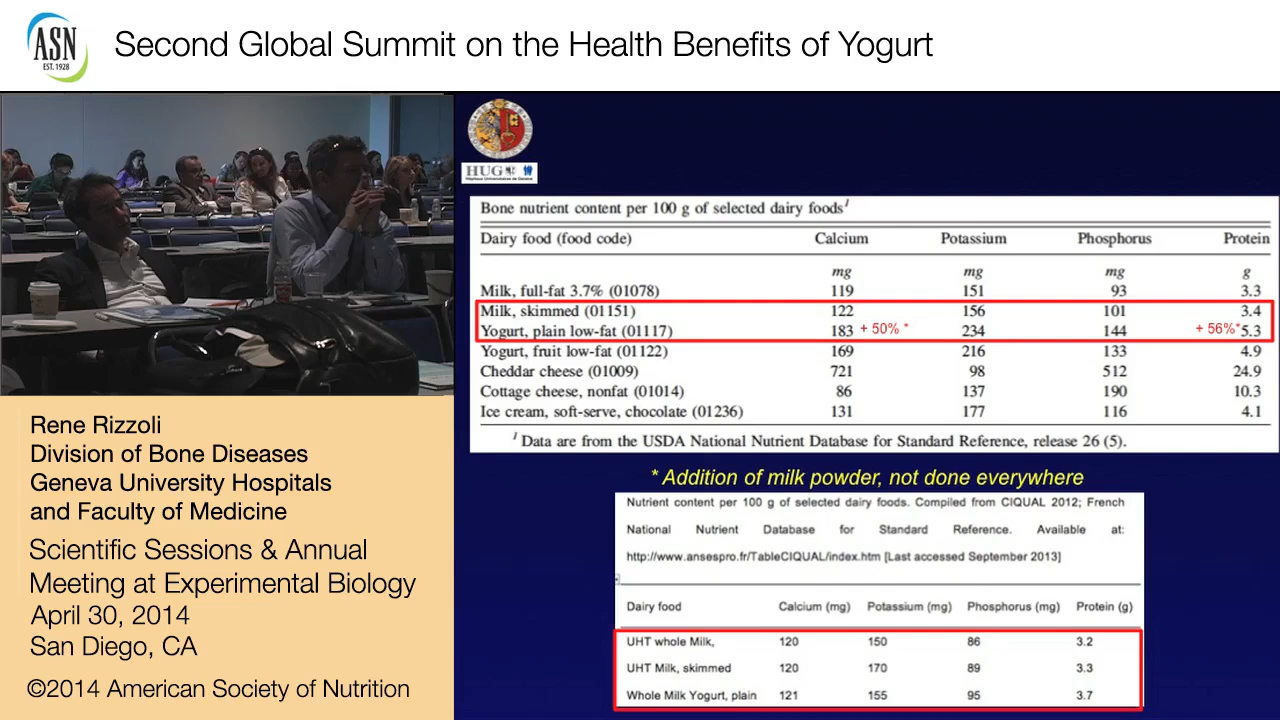 ASN
EST. 1928
Second Global Summit on the Health Benefits of Yogurt
HUG
Hôpitaux Universitaires de Genève
Bone nutrient content per 100 g of selected dairy foods1
Dairy food (food code) Calcium Potassium Phosphorus Protein
mg mg mg g
Milk, full-fat 3.7% (01078) 119 151 93 3.3
Milk, skimmed (01151) 122 156 101 3.4
Yogurt, plain low-fat (01117) 183 + 50% * 234 144 + 56%* 5.3
Yogurt, fruit low-fat (01122) 169 216 133 4.9
Cheddar cheese (01009) 721 98 512 24.9
Cottage cheese, nonfat (01014) 86 137 190 10.3
Ice cream, soft-serve, chocolate (01236) 131 177 116 4.1
1 Data are from the USDA National Nutrient Database for Standard Reference, release 26 (5).
* Addition of milk powder, not done everywhere
Nutrient content per 100 g of selected dairy foods. Compiled from CIQUAL 2012; French
National Nutrient Database for Standard Reference. Available at:
http://www.ansespro.fr/TableCIQUAL/index.htm [Last accessed September 2013]
Dairy food Calcium (mg) Potassium (mg) Phosphorus (mg) Protein (g)
UHT whole Milk, 120 150 86 3.2
UHT Milk, skimmed 120 170 89 3.3
Whole Milk Yogurt, plain 121 155 95 3.7
Rene Rizzoli
Division of Bone Diseases
Geneva University Hospitals
and Faculty of Medicine
Scientific Sessions & Annual
Meeting at Experimental Biology
April 30, 2014
San Diego, CA
©2014 American Society of Nutrition